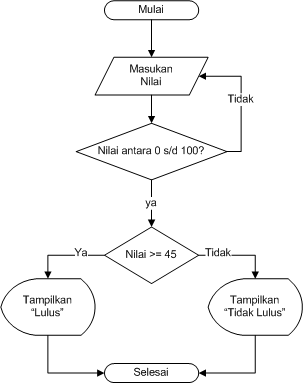 Mulai
Masukan
Nilai
Tidak
Nilai antara 0 s/d 100?
ya
Ya
Nilai >= 45
Tidak
Tampilkan
“Lulus”
Tampilkan
“Tidak Lulus”
Selesai